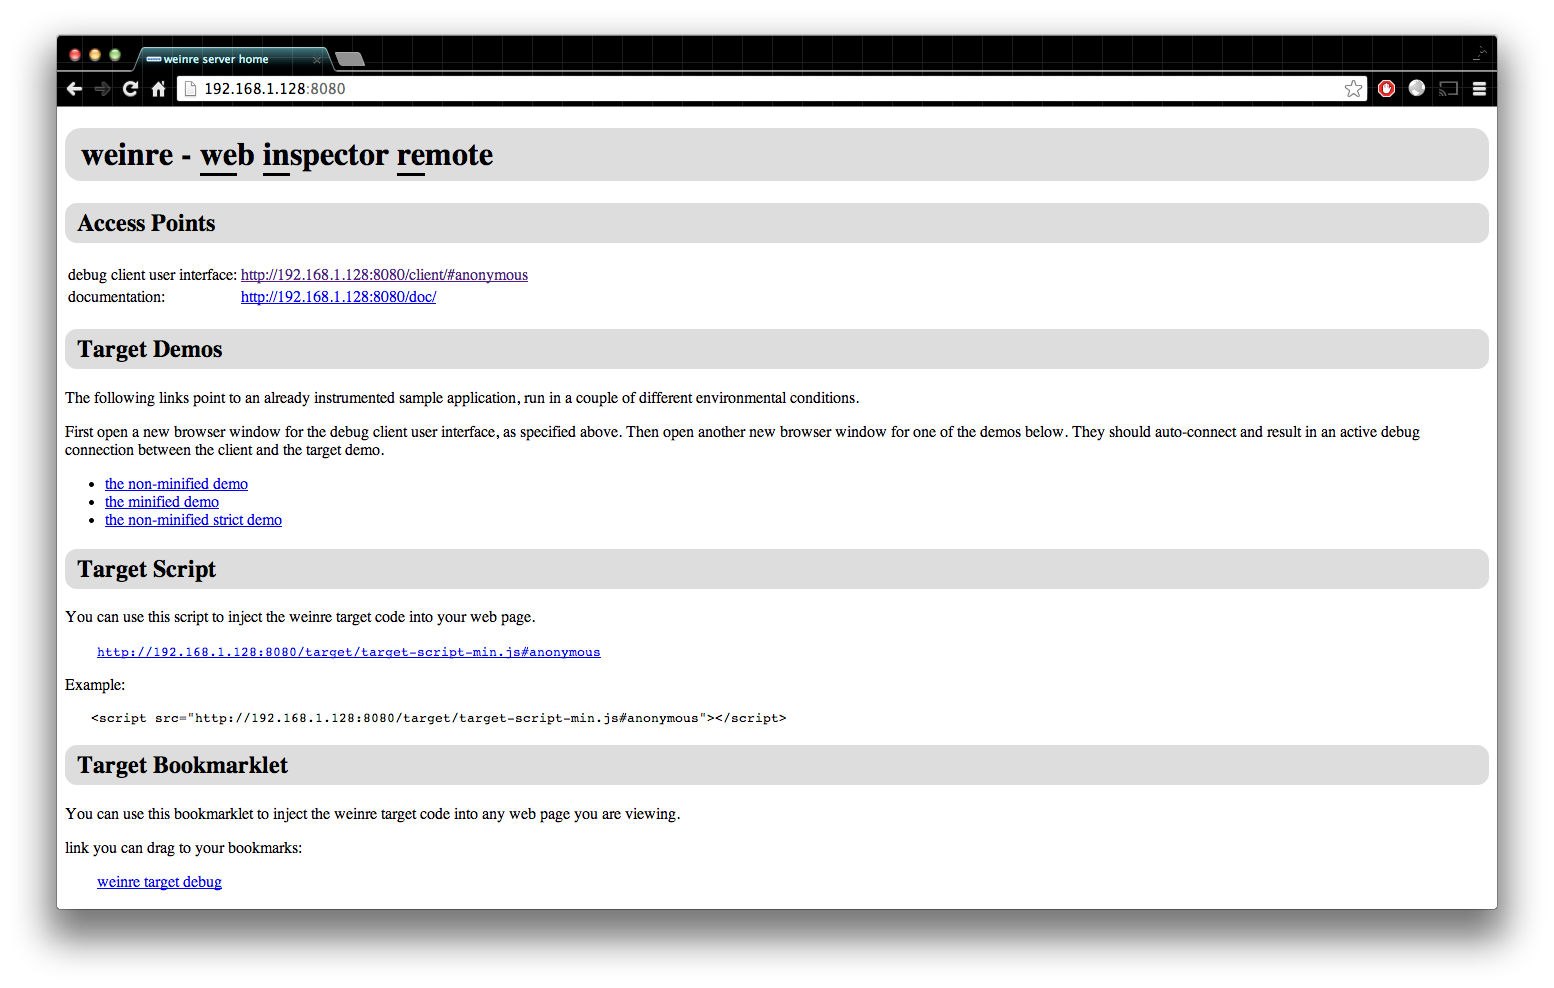 weinre server home
192.168.1.128:8080
weinre - web inspector remote
Access Points
debug client user interface: http://192.168.1.128:8080/client/#anonymous
documentation: http://192.168.1.128:8080/doc/
Target Demos
The following links point to an already instrumented sample application, run in a couple of different environmental conditions.
First open a new browser window for the debug client user interface, as specified above. Then open another new browser window for one of the demos below. They should auto-connect and result in an active debug
connection between the client and the target demo.
• the non-minified demo
• the minified demo
• the non-minified strict demo
Target Script
You can use this script to inject the weinre target code into your web page.
http://192.168.1.128:8080/target/target-script-min.js#anonymous
Example:
<script src="http://192.168.1.128:8080/target/target-script-min.js#anonymous"></script>
Target Bookmarklet
You can use this bookmarklet to inject the weinre target code into any web page you are viewing.
link you can drag to your bookmarks:
weinre target debug